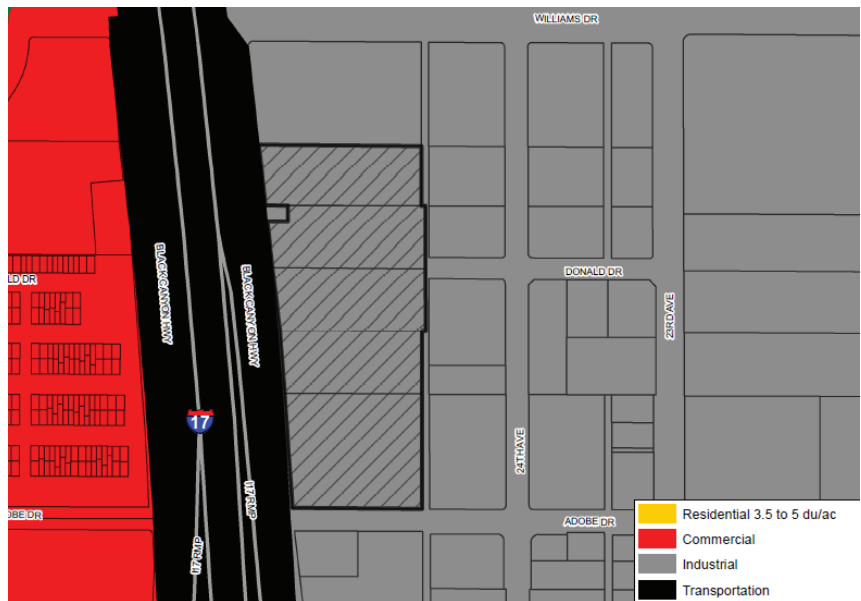 WILLIAMS DR
BLACK CANYON HWY
BLACK CANYON HWY
LD DR
DONALD DR
23RD AVE
17
24TH AVE
I17 RMP
I17 RMP
OBE DR
ADOBE DR
Residential 3.5 to 5 du/ac
Commercial
Industrial
Transportation